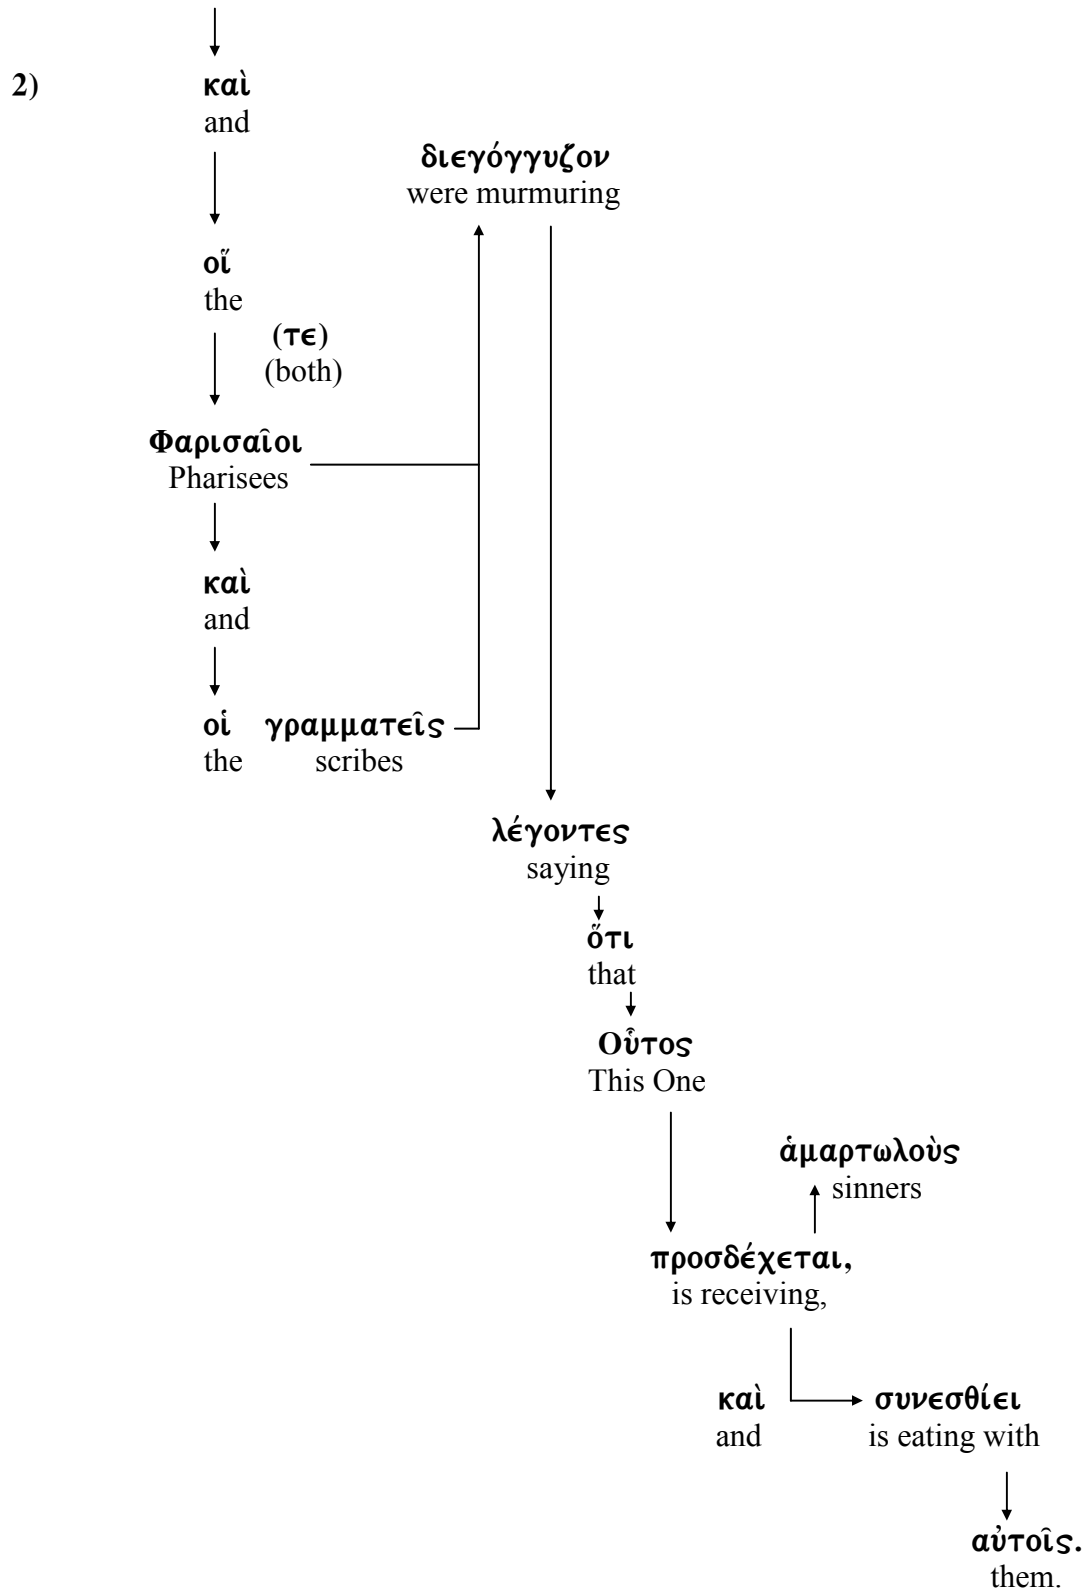 2) καὶ
and
διεγόγγυζον
were murmuring
οἵ
the
(τε)
(both)
Φαρισαῖοι
Pharisees
καὶ
and
οἱ γραμματεῖς
the scribes
λέγοντες
saying
ὅτι
that
Οὗτος
This One
ἁμαρτωλοὺς
sinners
προσδέχεται,
is receiving,
καὶ συνεσθίει
and is eating with
αὐτοῖς.
them.